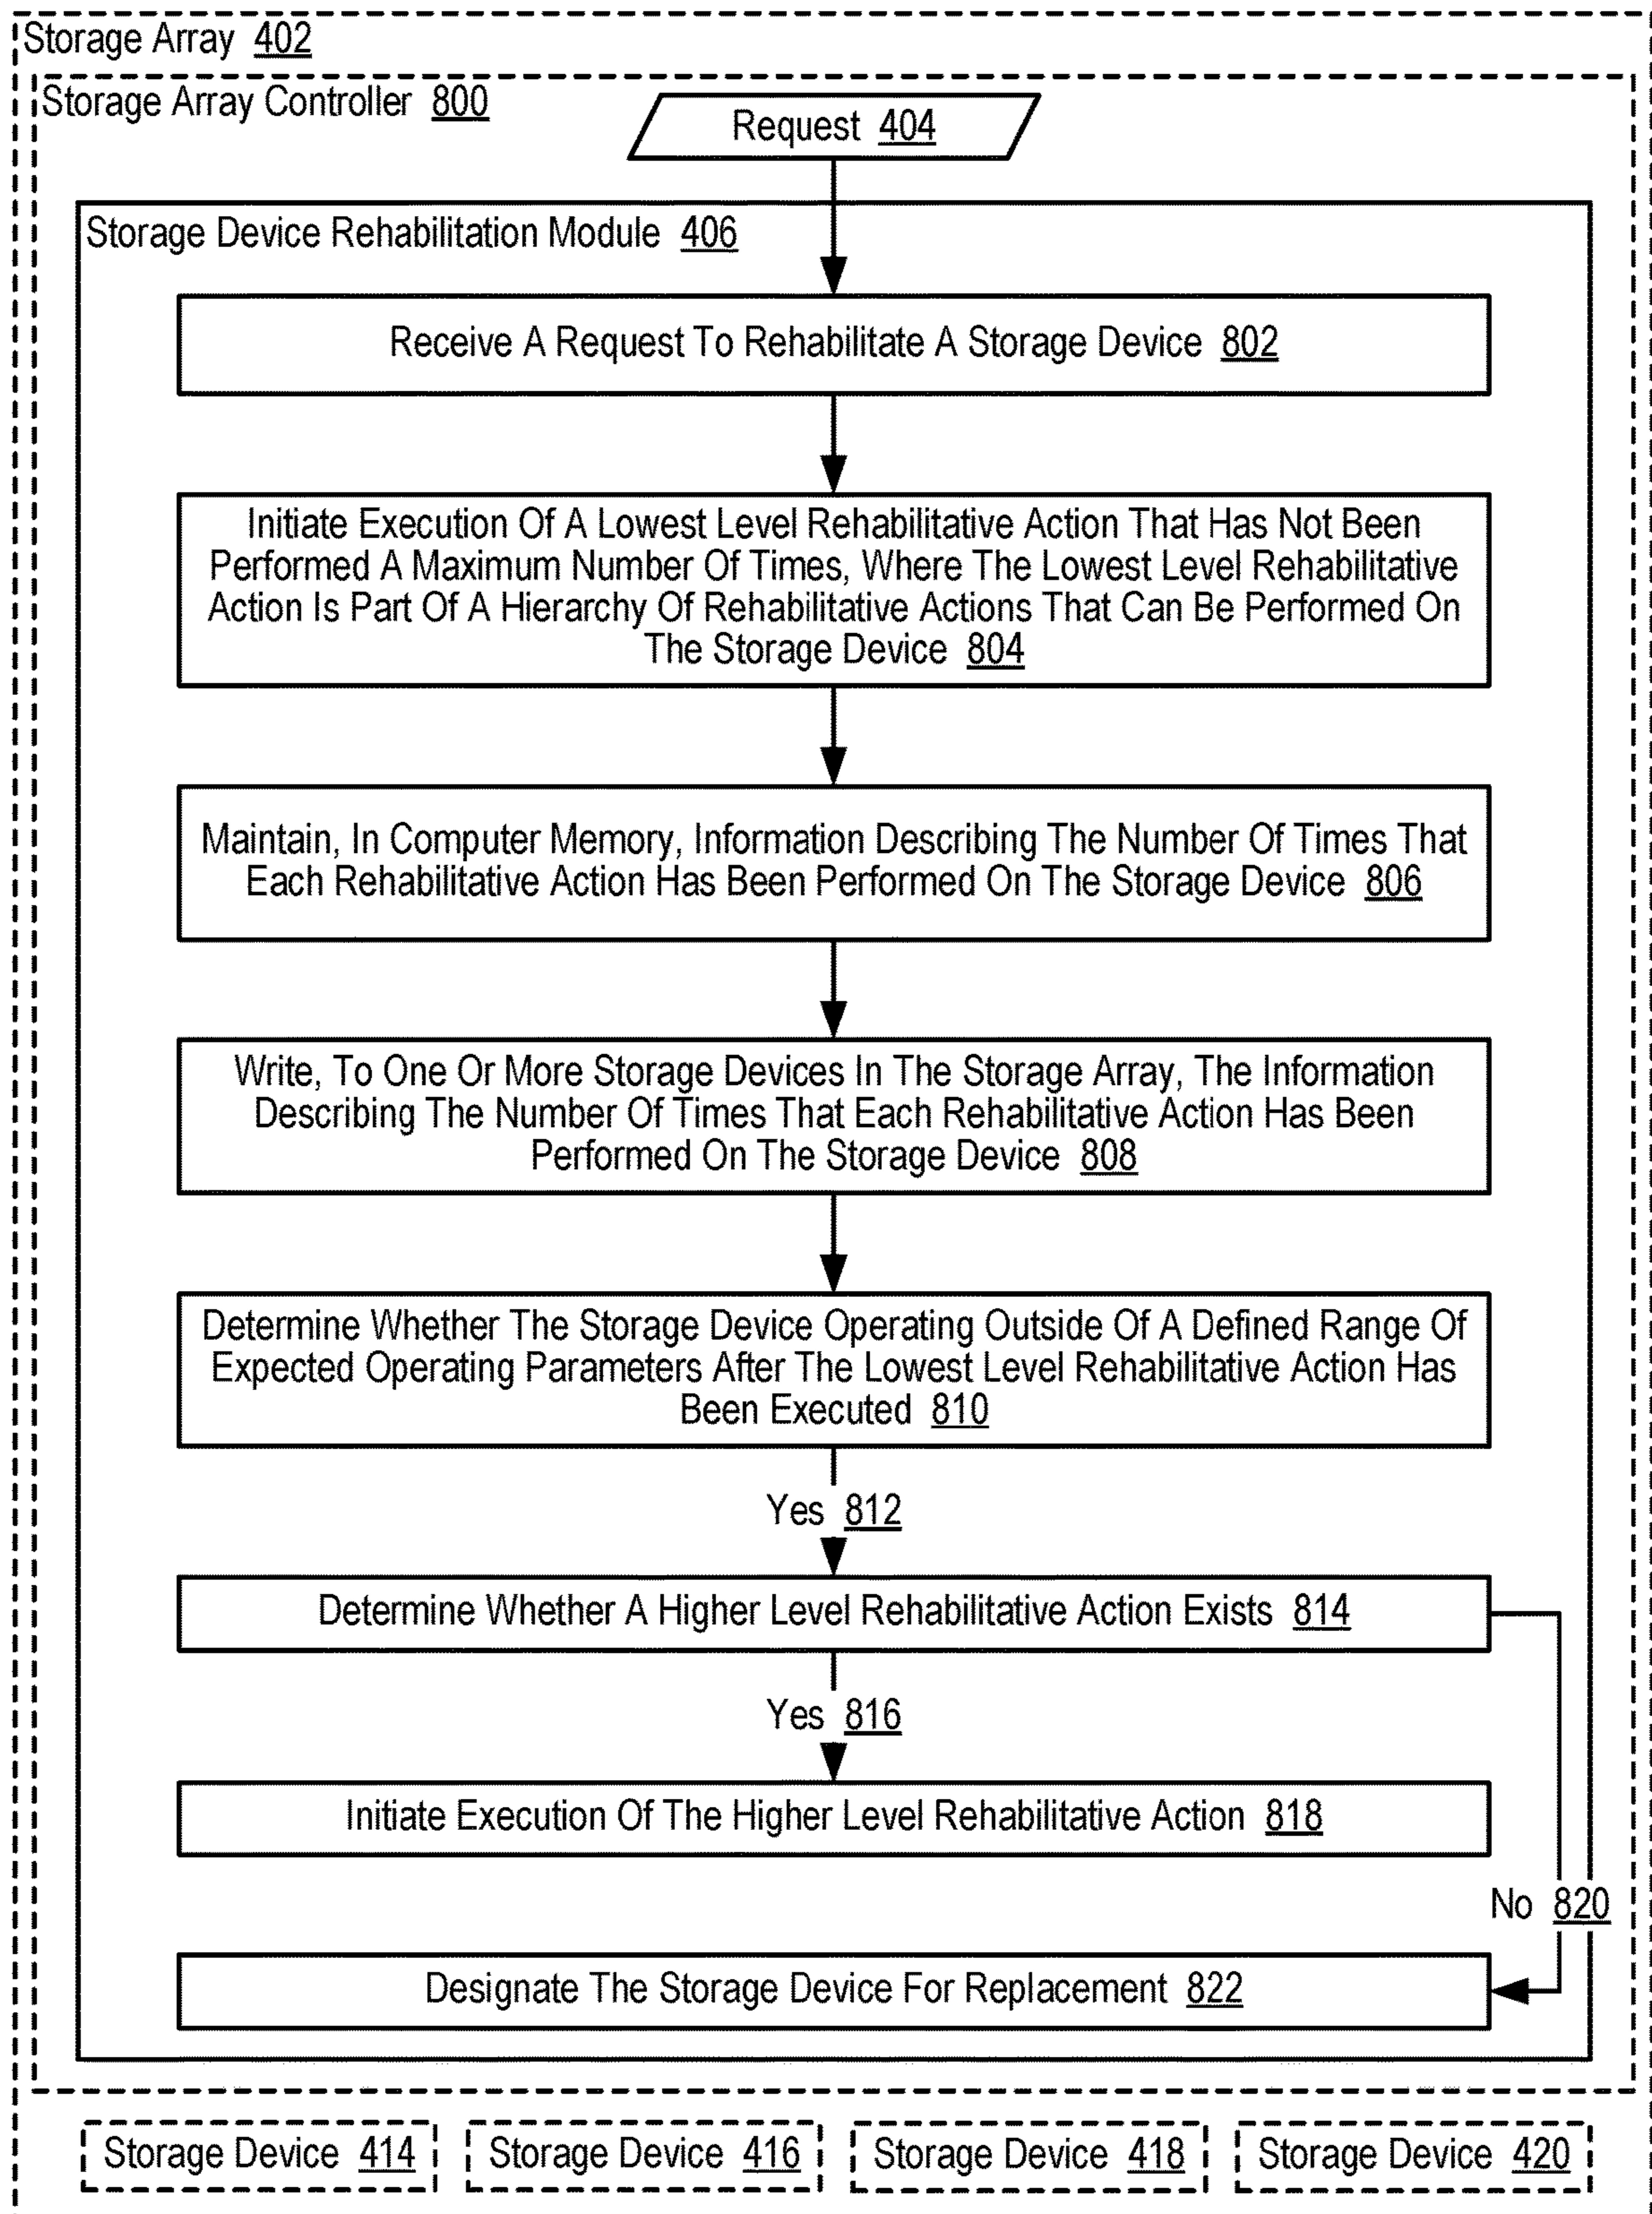 Storage Array 402
Storage Array Controller 800
Request 404
Storage Device Rehabilitation Module 406
Receive A Request To Rehabilitate A Storage Device 802
Initiate Execution Of A Lowest Level Rehabilitative Action That Has Not Been
Performed A Maximum Number Of Times, Where The Lowest Level Rehabilitative
Action Is Part Of A Hierarchy Of Rehabilitative Actions That Can Be Performed On
The Storage Device 804
Maintain, In Computer Memory, Information Describing The Number Of Times That
Each Rehabilitative Action Has Been Performed On The Storage Device 806
Write, To One Or More Storage Devices In The Storage Array, The Information
Describing The Number Of Times That Each Rehabilitative Action Has Been
Performed On The Storage Device 808
Determine Whether The Storage Device Operating Outside Of A Defined Range Of
Expected Operating Parameters After The Lowest Level Rehabilitative Action Has
Been Executed 810
Yes 812
Determine Whether A Higher Level Rehabilitative Action Exists 814
Yes 816
Initiate Execution Of The Higher Level Rehabilitative Action 818
No 820
Designate The Storage Device For Replacement 822
Storage Device 414
Storage Device 416
Storage Device 418
Storage Device 420